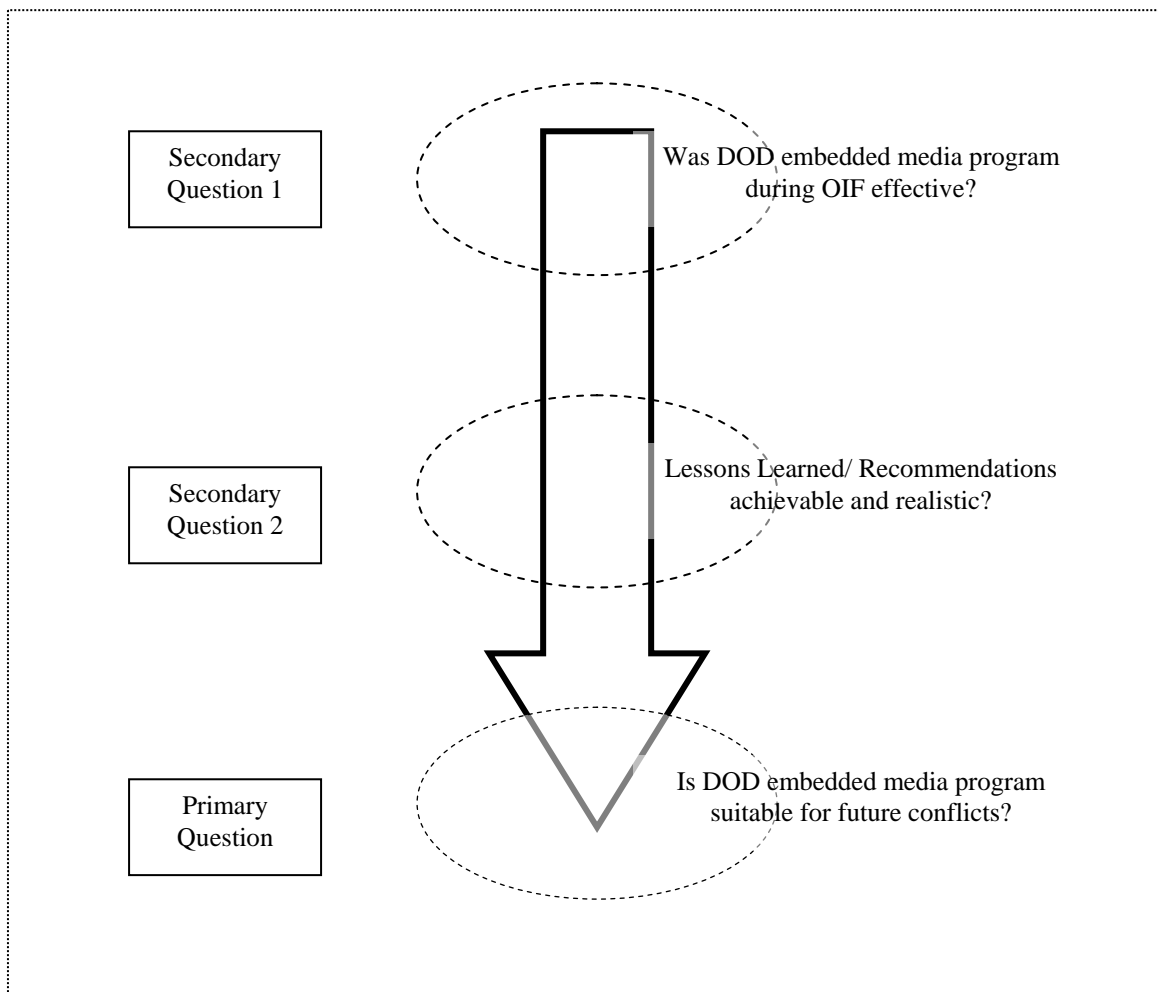 Secondary
Question 1
Was DOD embedded media program
during OIF effective?
Secondary
Question 2
Lessons Learned/ Recommendations
achievable and realistic?
Primary
Question
Is DOD embedded media program
suitable for future conflicts?